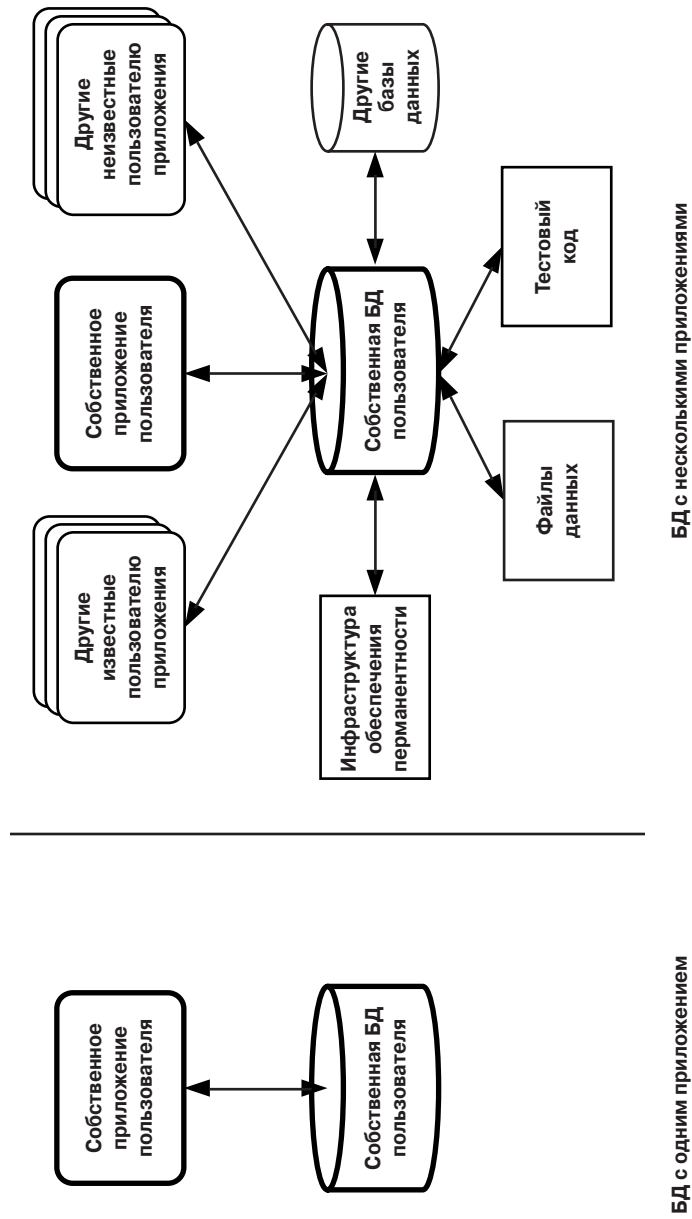 Собственное
приложение
пользователя
Собственная БД
пользователя
БД с одним приложением
Другие
известные
пользователю
приложения
Собственное
приложение
пользователя
Другие
неизвестные
пользователю
приложения
Инфраструктура
обеспечения
перманентности
Собственная БД
пользователя
Другие
базы
данных
Файлы
данных
Тестовый
код
БД с несколькими приложениями